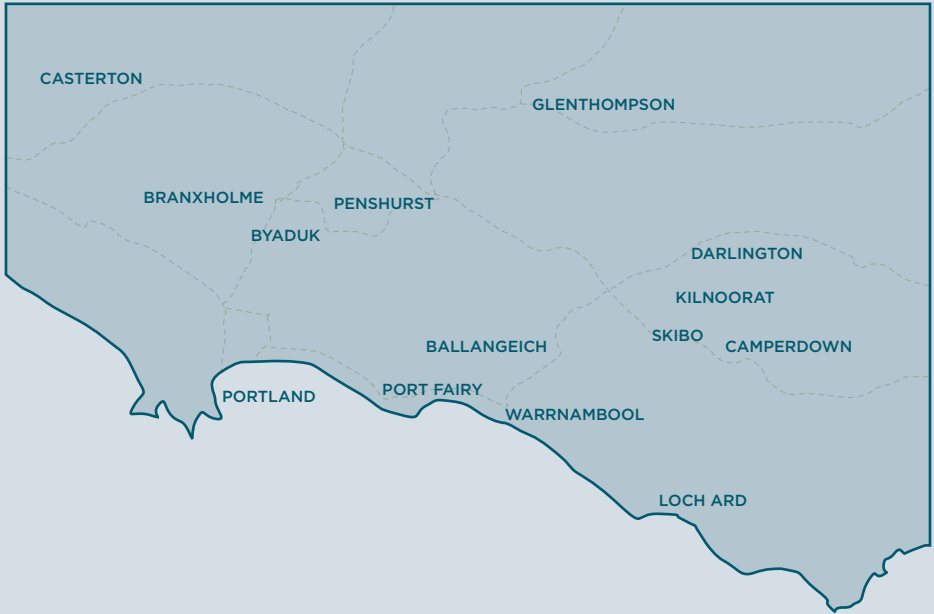 CASTERTON
GLENTHOMPSON
BRANXHOLME
PENSHURST
BYADUK
DARLINGTON
KILNOORAT
SKIBO
CAMPERDOWN
BALLANGEICH
PORT FAIRY
PORTLAND
WARRNAMBOOL
LOCH ARD